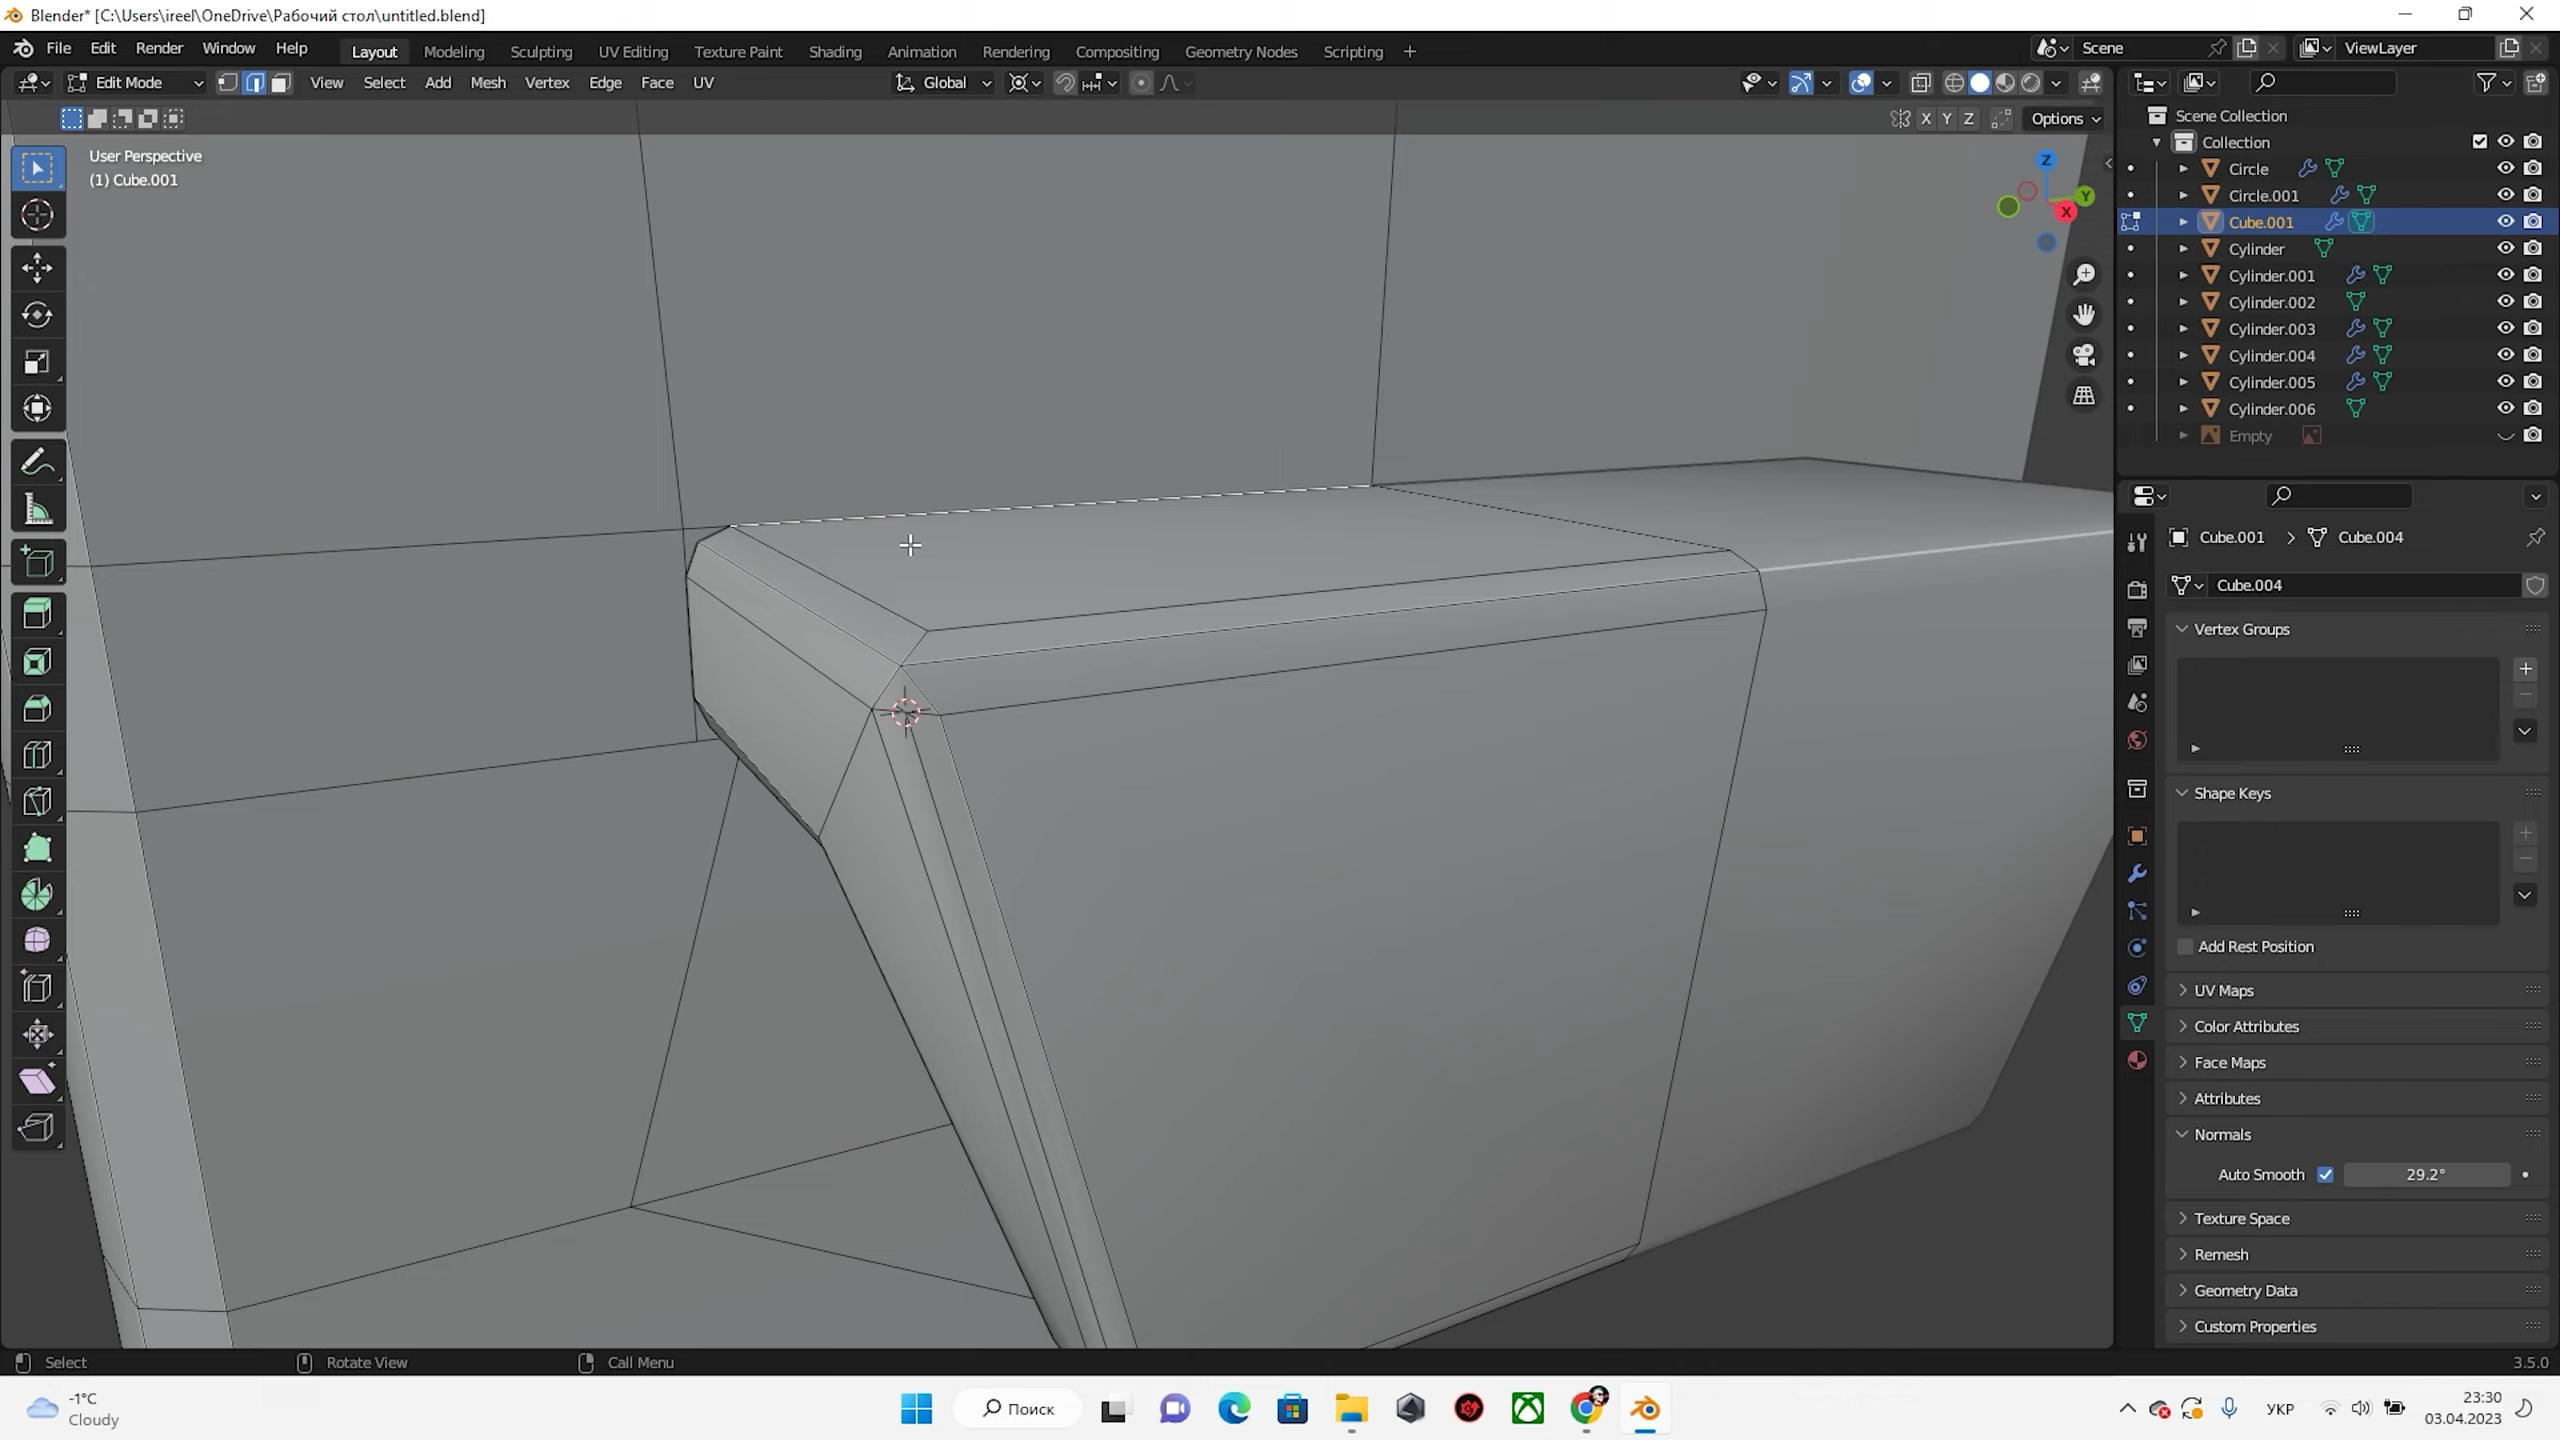 Blender* [C:\Users\ireel\OneDrive\Рабочий стол\untitled.blend]
File Edit Render Window Help Layout Modeling Sculpting UV Editing Texture Paint Shading Animation Rendering Compositing Geometry Nodes Scripting + Scene ViewLayer
Edit Mode View Select Add Mesh Vertex Edge Face UV Global
X Y Z Options
User Perspective
(1) Cube.001
Z
Y
X
Scene Collection
Collection
Circle
Circle.001
Cube.001
Cylinder
Cylinder.001
Cylinder.002
Cylinder.003
Cylinder.004
Cylinder.005
Cylinder.006
Empty
Cube.001 > Cube.004
Cube.004
Vertex Groups
Shape Keys
Add Rest Position
UV Maps
Color Attributes
Face Maps
Attributes
Normals
Auto Smooth 29.2°
Texture Space
Remesh
Geometry Data
Custom Properties
Select Rotate View Call Menu 3.5.0
-1°C
Cloudy
Поиск
УКР
23:30
03.04.2023